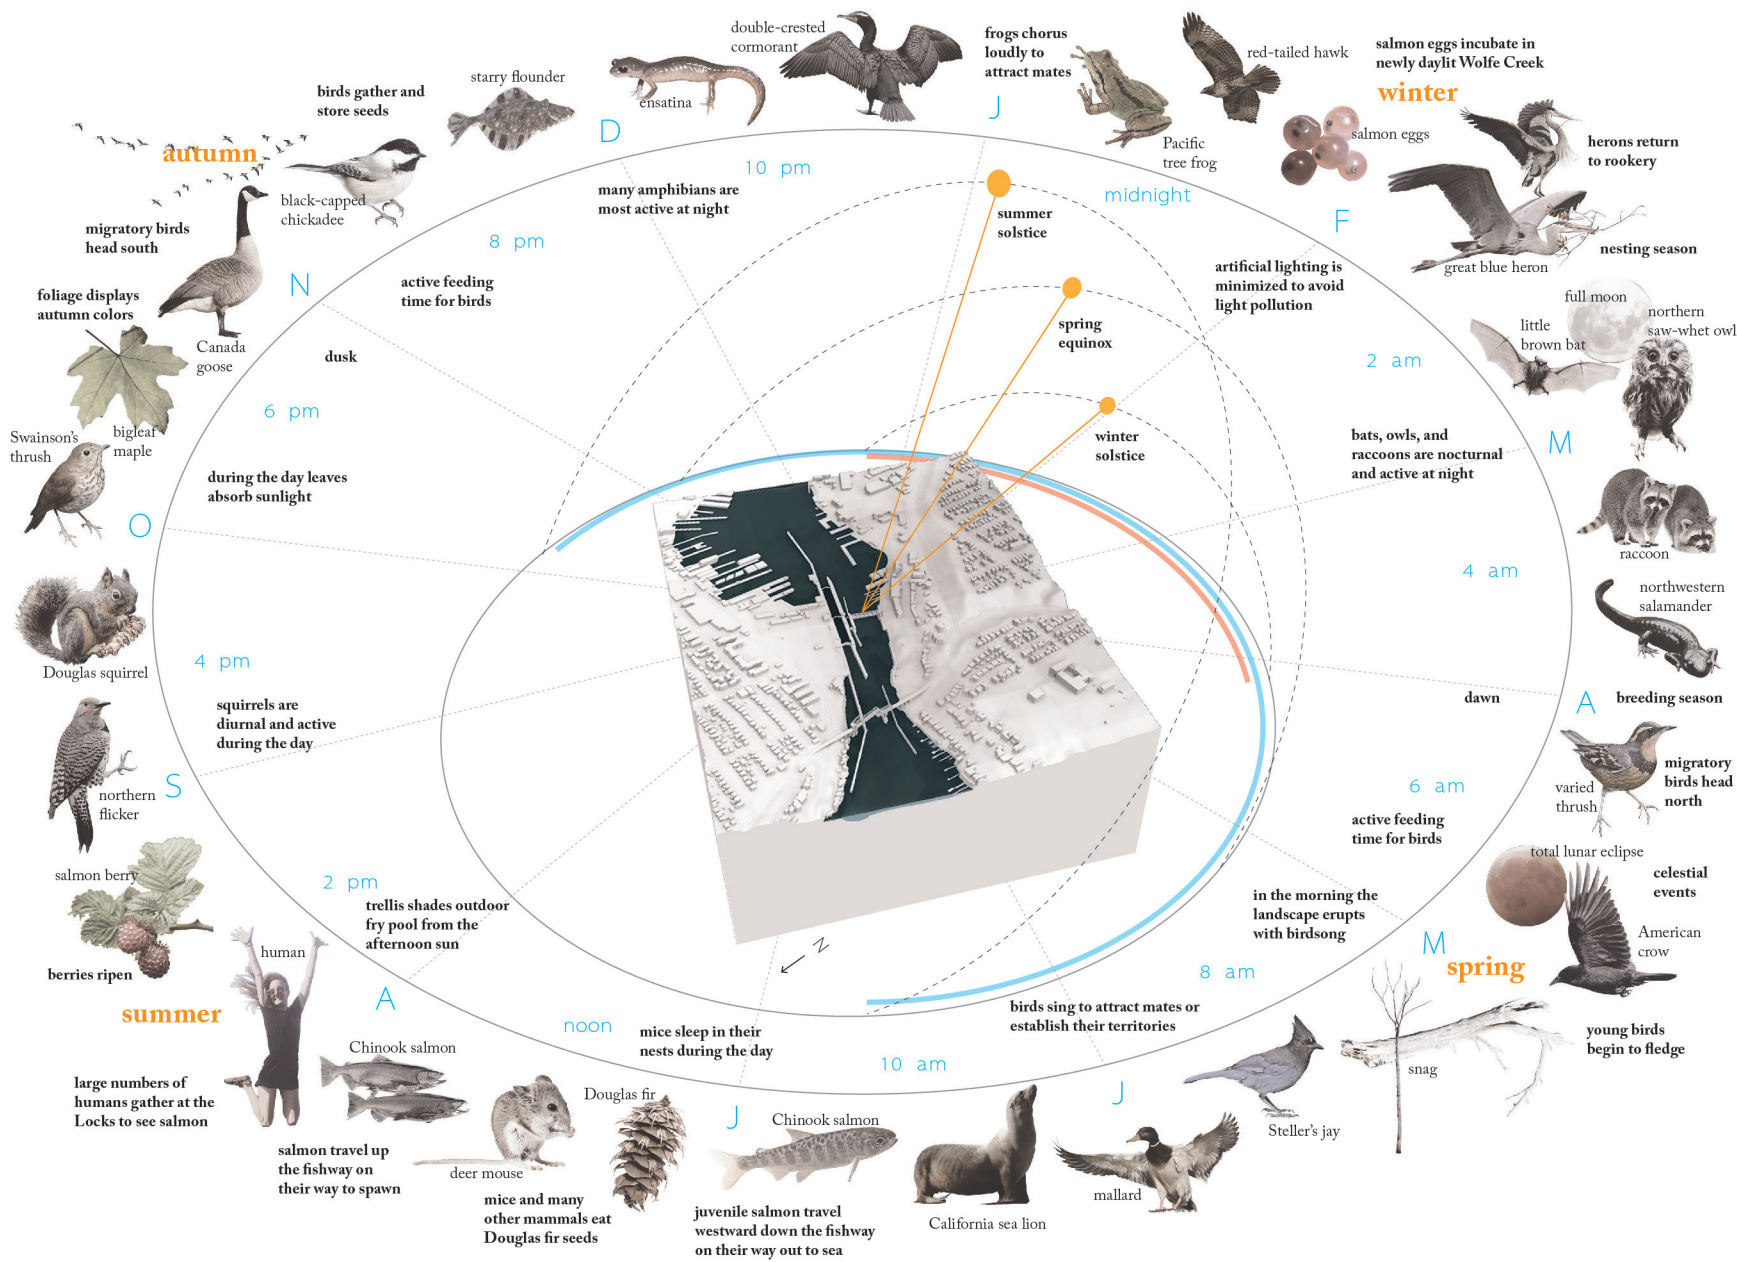 double-crested
cormorant
frogs chorus
loudly to
attract mates
J
red-tailed hawk
salmon eggs incubate in
newly daylit Wolfe Creek
winter
starry flounder
ensatina
birds gather and
store seeds
D
autumn
black-capped
chickadee
Pacific
tree frog
salmon eggs
herons return
to rookery
10 pm
midnight
many amphibians are
most active at night
F
summer
solstice
migratory birds
head south
8 pm
nesting season
great blue heron
N
active feeding
time for birds
artificial lighting is
minimized to avoid
light pollution
foliage displays
autumn colors
full moon
northern
saw-whet owl
little
brown bat
spring
equinox
Canada
goose
dusk
2 am
6 pm
bigleaf
maple
Swainson's
thrush
winter
solstice
bats, owls, and
raccoons are nocturnal
and active at night
M
during the day leaves
absorb sunlight
O
raccoon
4 am
northwestern
salamander
Douglas squirrel
4 pm
dawn
A
breeding season
squirrels are
diurnal and active
during the day
S
northern
flicker
migratory
birds head
north
varied
thrush
6 am
active feeding
time for birds
total lunar eclipse
celestial
events
salmon berry
2 pm
trellis shades outdoor
fry pool from the
afternoon sun
in the morning the
landscape erupts
with birdsong
American
crow
N
M
spring
berries ripen
human
8 am
summer
A
birds sing to attract mates or
establish their territories
noon
mice sleep in their
nests during the day
young birds
begin to fledge
Chinook salmon
10 am
snag
large numbers of
humans gather at the
Locks to see salmon
Douglas fir
J
J
Chinook salmon
Steller's jay
salmon travel up
the fishway on
their way to spawn
deer mouse
mice and many
other mammals eat
Douglas fir seeds
juvenile salmon travel
westward down the fishway
on their way out to sea
California sea lion
mallard